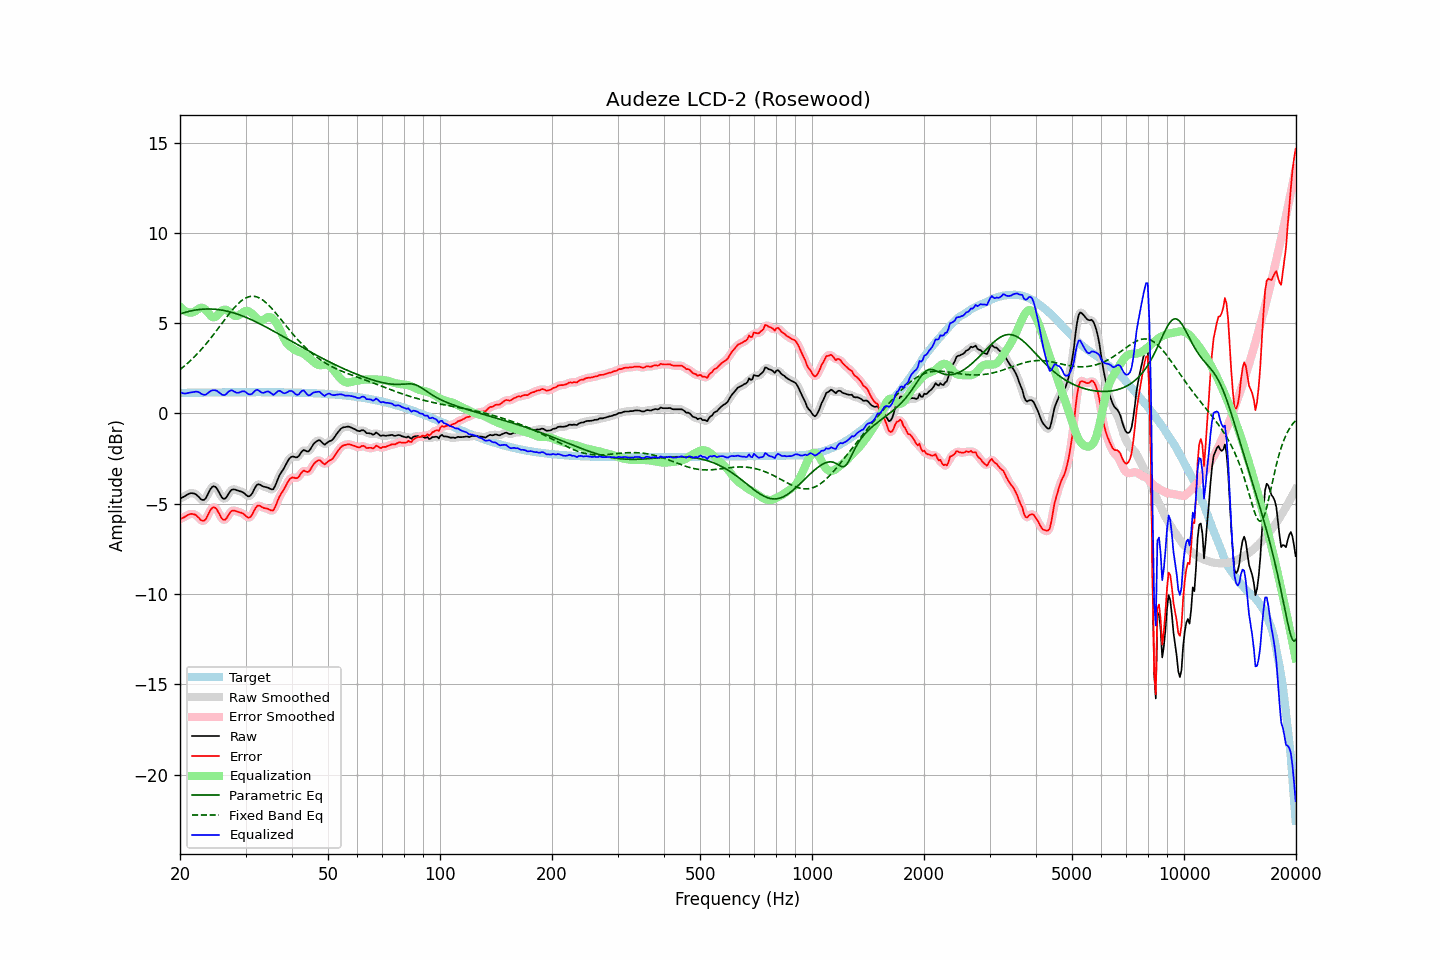 Audeze LCD-2 (Rosewood)
15
10
5
0
−5
−10
−15
−20
Amplitude (dBr)
Target
Raw Smoothed
Error Smoothed
Raw
Error
Equalization
Parametric Eq
Fixed Band Eq
Equalized
20 50 100 200 500 1000 2000 5000 10000 20000
Frequency (Hz)